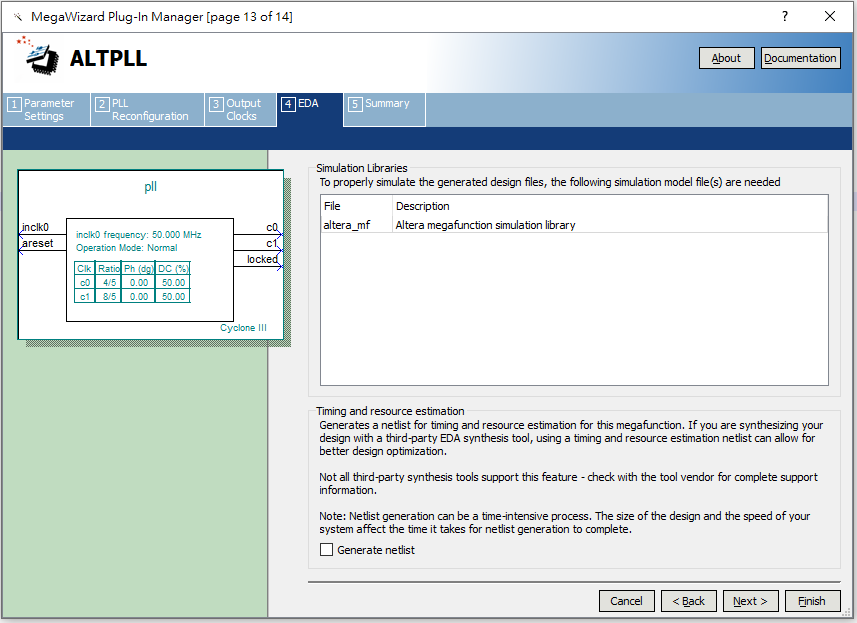 MegaWizard Plug-In Manager [page 13 of 14]
?
ALTPLL
About
Documentation
1 Parameter Settings
2 PLL Reconfiguration
3 Output Clocks
4 EDA
5 Summary
pll
inclk0
areset
inclk0 frequency: 50.000 MHz
Operation Mode: Normal
Clk Ratio Ph (dg) DC (%)
c0 4/5 0.00 50.00
c1 8/5 0.00 50.00
c0
c1
locked
Cyclone III
Simulation Libraries
To properly simulate the generated design files, the following simulation model file(s) are needed
File Description
altera_mf Altera megafunction simulation library
Timing and resource estimation
Generates a netlist for timing and resource estimation for this megafunction. If you are synthesizing your
design with a third-party EDA synthesis tool, using a timing and resource estimation netlist can allow for
better design optimization.
Not all third-party synthesis tools support this feature - check with the tool vendor for complete support
information.
Note: Netlist generation can be a time-intensive process. The size of the design and the speed of your
system affect the time it takes for netlist generation to complete.
Generate netlist
Cancel
< Back
Next >
Finish